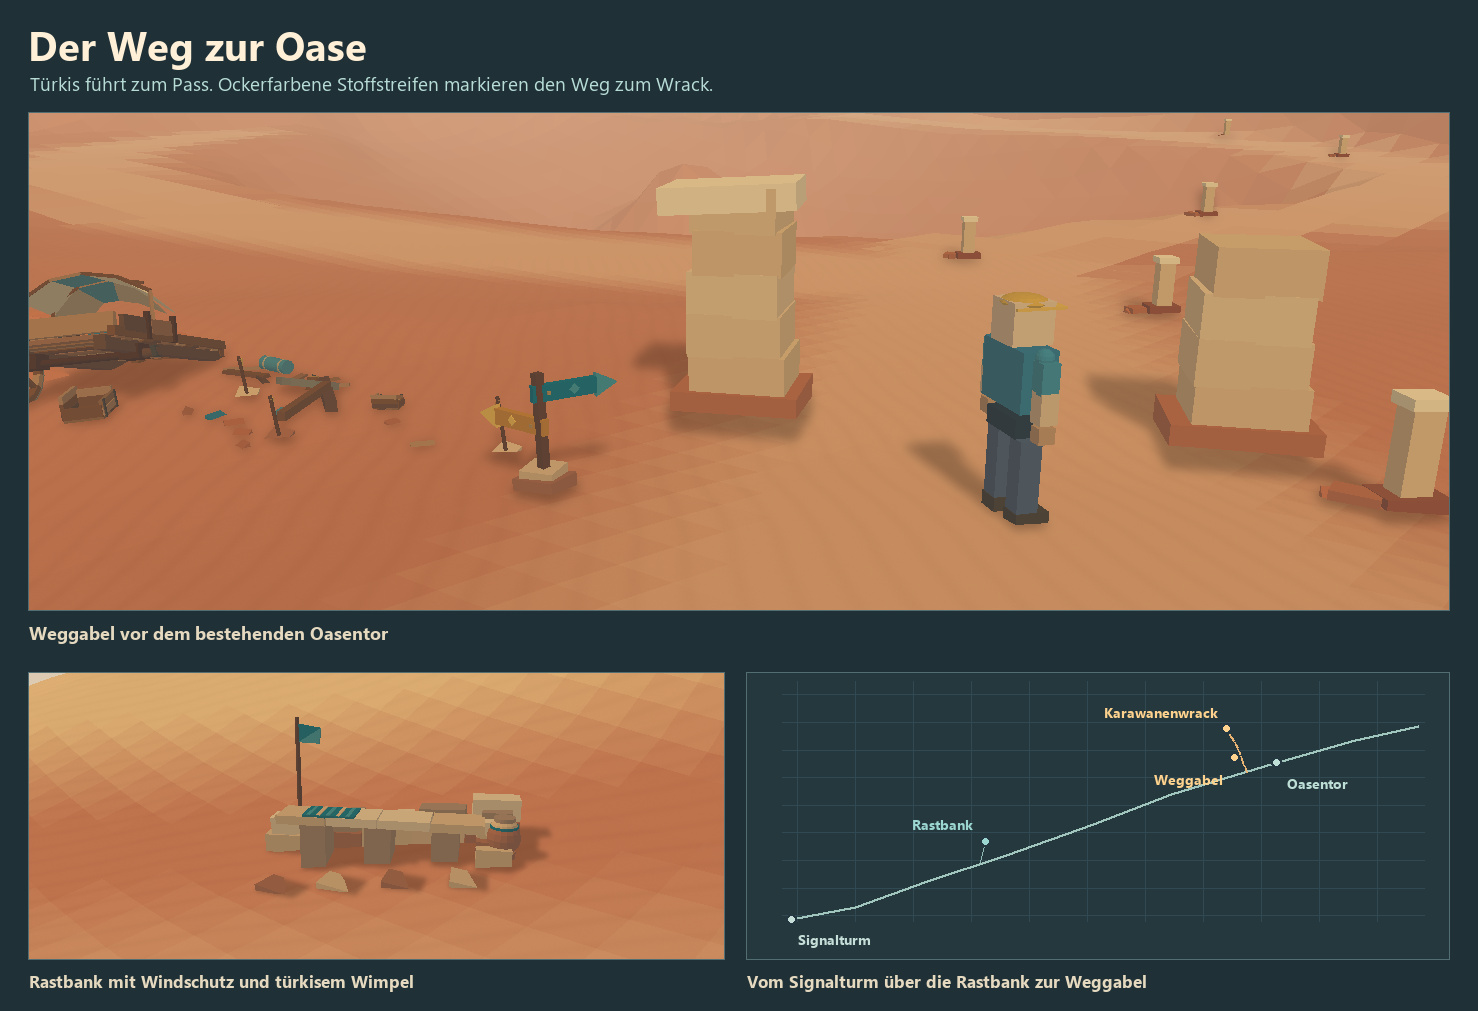 Der Weg zur Oase
Türkis führt zum Pass. Ockerfarbene Stoffstreifen markieren den Weg zum Wrack.
Weggabel vor dem bestehenden Oasentor
Karawanenwrack
Weggabel
Oasentor
Rastbank
Signalturm
Rastbank mit Windschutz und türkisem Wimpel
Vom Signalturm über die Rastbank zur Weggabel